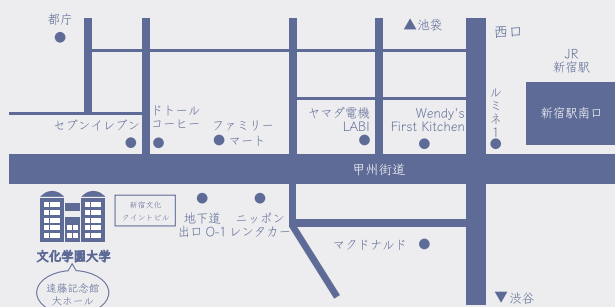 都庁
▲池袋
西口
JR
新宿駅
ルミネ1
新宿駅南口
セブンイレブン
ドトール
コーヒー
ファミリー
マート
ヤマダ電機
LABI
Wendy's
First Kitchen
甲州街道
新宿文化
クイントビル
地下道
出口 O-1
ニッポン
レンタカー
マクドナルド
文化学園大学
遠藤記念館
大ホール
▼渋谷